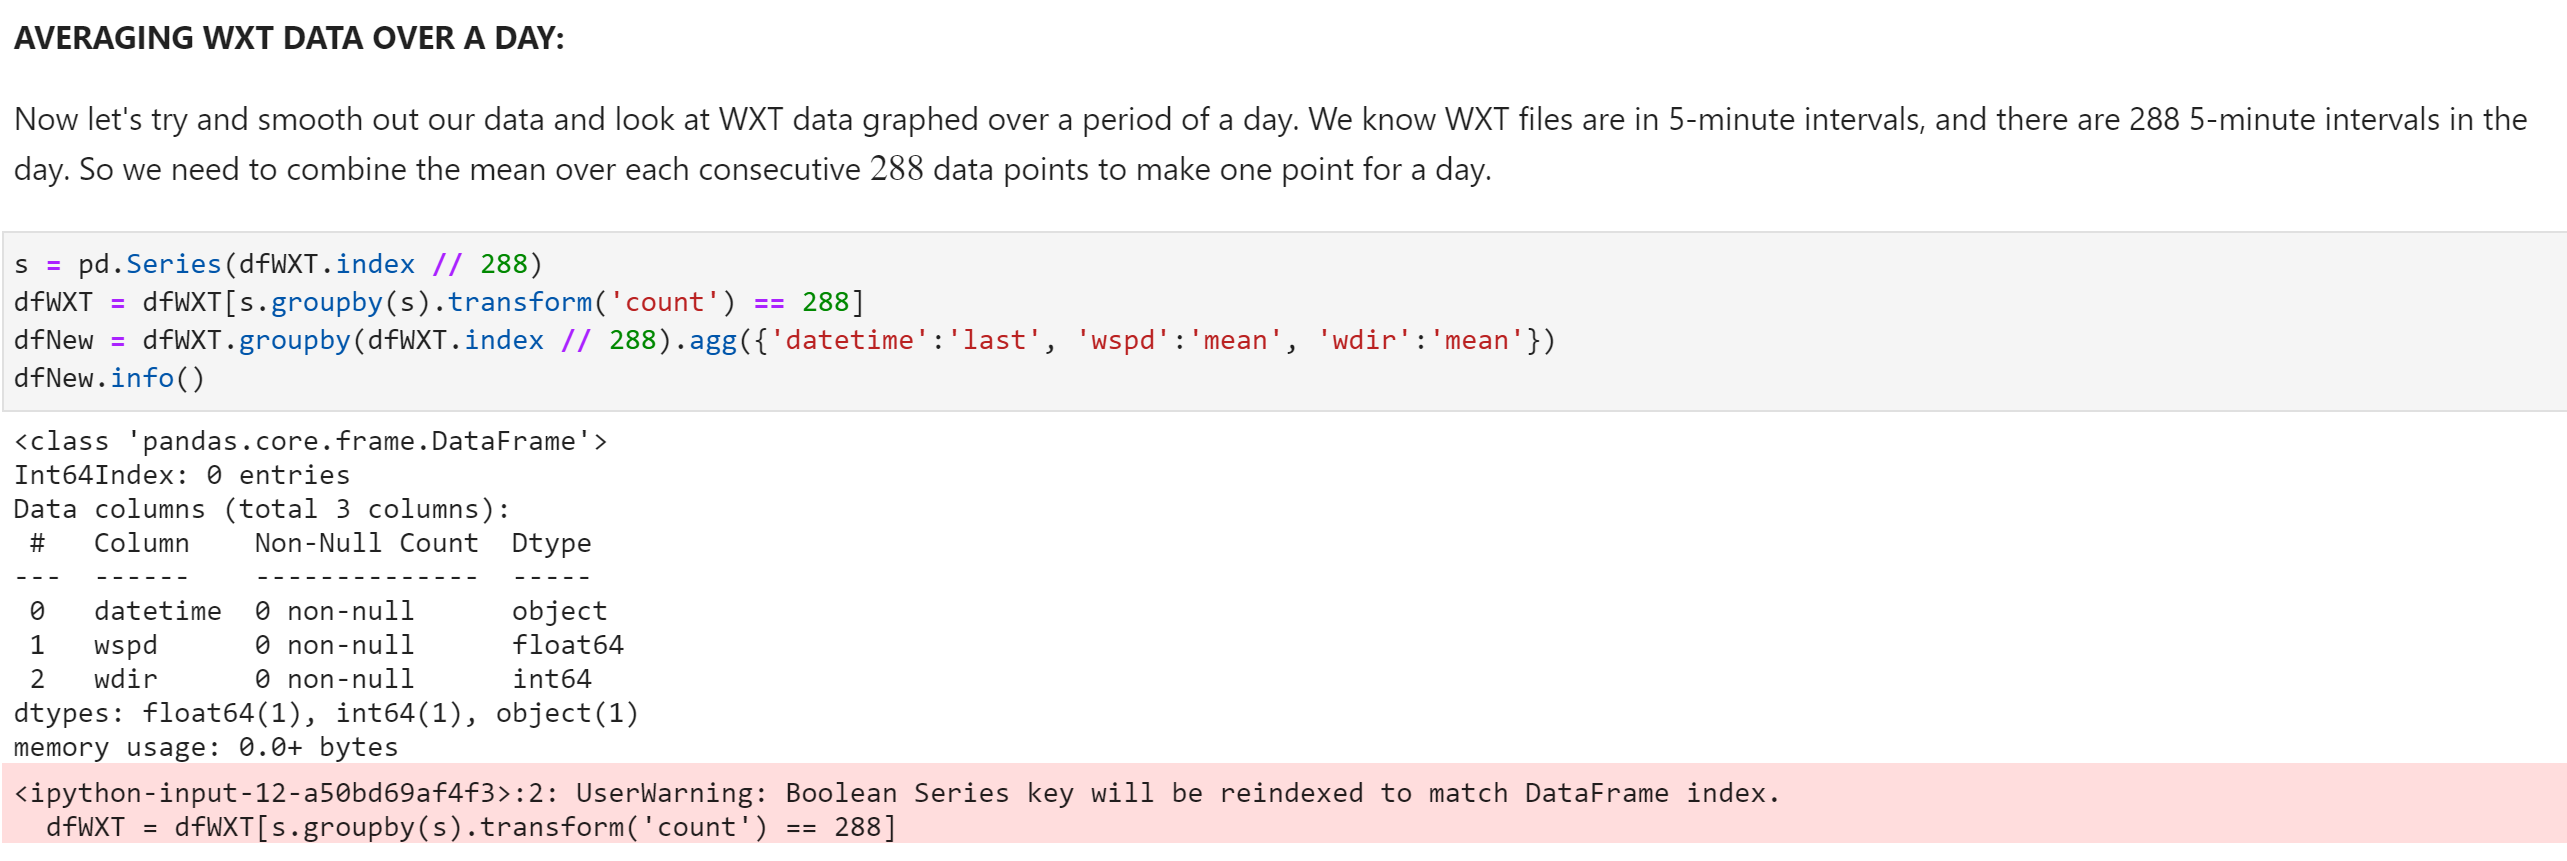 AVERAGING WXT DATA OVER A DAY:
Now let's try and smooth out our data and look at WXT data graphed over a period of a day. We know WXT files are in 5-minute intervals, and there are 288 5-minute intervals in the
day. So we need to combine the mean over each consecutive 288 data points to make one point for a day.
s = pd.Series(dfWXT.index // 288)
dfWXT = dfWXT[s.groupby(s).transform('count') == 288]
dfNew = dfWXT.groupby(dfWXT.index // 288).agg({'datetime':'last', 'wspd':'mean', 'wdir':'mean'})
dfNew.info()
<class 'pandas.core.frame.DataFrame'>
Int64Index: 0 entries
Data columns (total 3 columns):
 #   Column    Non-Null Count  Dtype
---  ------    --------------  -----
 0   datetime  0 non-null      object
 1   wspd      0 non-null      float64
 2   wdir      0 non-null      int64
dtypes: float64(1), int64(1), object(1)
memory usage: 0.0+ bytes
<ipython-input-12-a50bd69af4f3>:2: UserWarning: Boolean Series key will be reindexed to match DataFrame index.
  dfWXT = dfWXT[s.groupby(s).transform('count') == 288]